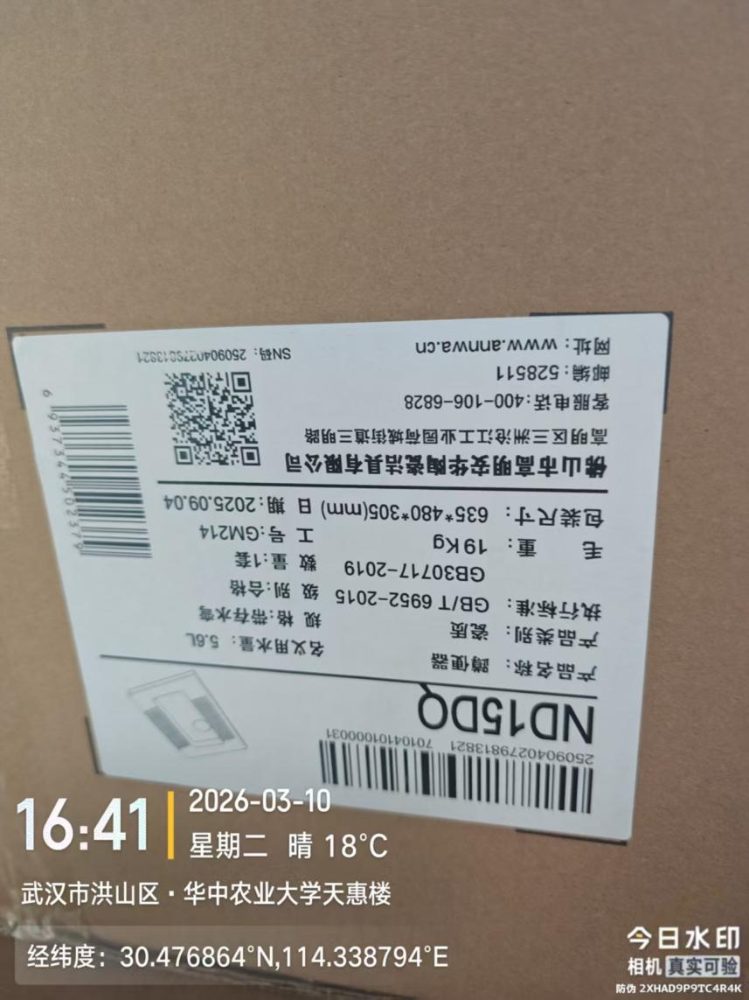 2509040279813821 7010410100003​1
ND15DQ
产品名称： 蹲便器
名义用水量：5.6L
产品类别： 瓷质
规 格：带存水弯
执行标准： GB/T 6952-2015
级 别：合格
GB30717-2019
数 量：1套
毛 重： 19Kg
工 号：GM214
包装尺寸： 635*480*305(mm)
日 期：2025.09.04
佛山市高明安华陶瓷洁具有限公司
高明区三洲沧江工业园荷城街道三明路
客服电话：400-106-6828
邮编：528511
网址：www.annwa.cn
SN码：2509040279813821
6 937344502379
16:41
2026-03-10
星期二 晴 18°C
武汉市洪山区·华中农业大学天惠楼
经纬度：30.476864°N,114.338794°E
今日水印
相机 真实可验
防伪 2XHAD9P9TC4R4K